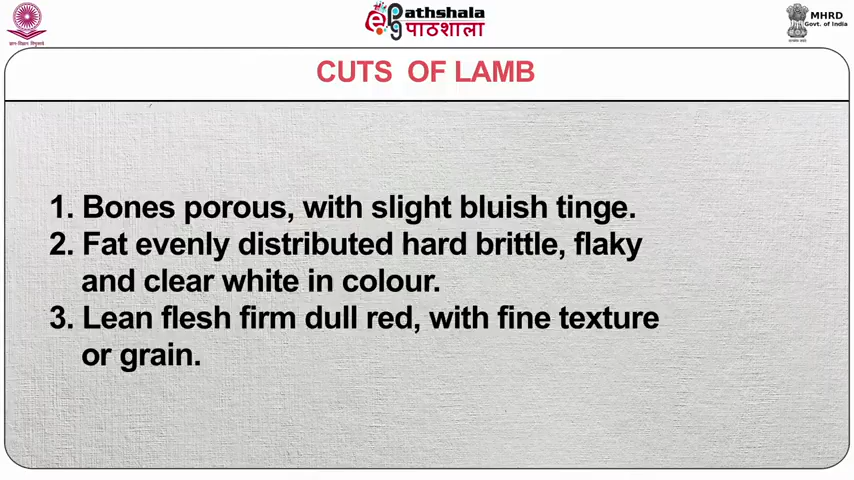 ePathshala
पाठशाला
MHRD
Govt. of India
CUTS OF LAMB
1. Bones porous, with slight bluish tinge.
2. Fat evenly distributed hard brittle, flaky
and clear white in colour.
3. Lean flesh firm dull red, with fine texture
or grain.